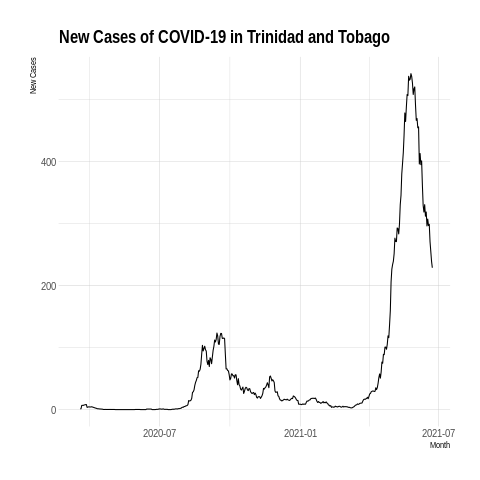 New Cases of COVID-19 in Trinidad and Tobago
New Cases
400
200
0
2020-07
2021-01
2021-07
Month